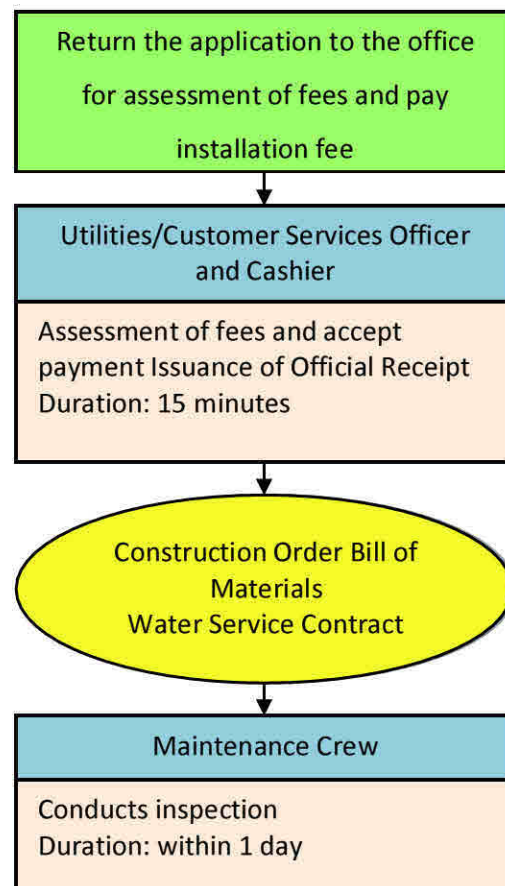 Return the application to the office
for assessment of fees and pay
installation fee
Utilities/Customer Services Officer
and Cashier
Assessment of fees and accept
payment Issuance of Official Receipt
Duration: 15 minutes
Construction Order Bill of
Materials
Water Service Contract
Maintenance Crew
Conducts inspection
Duration: within 1 day